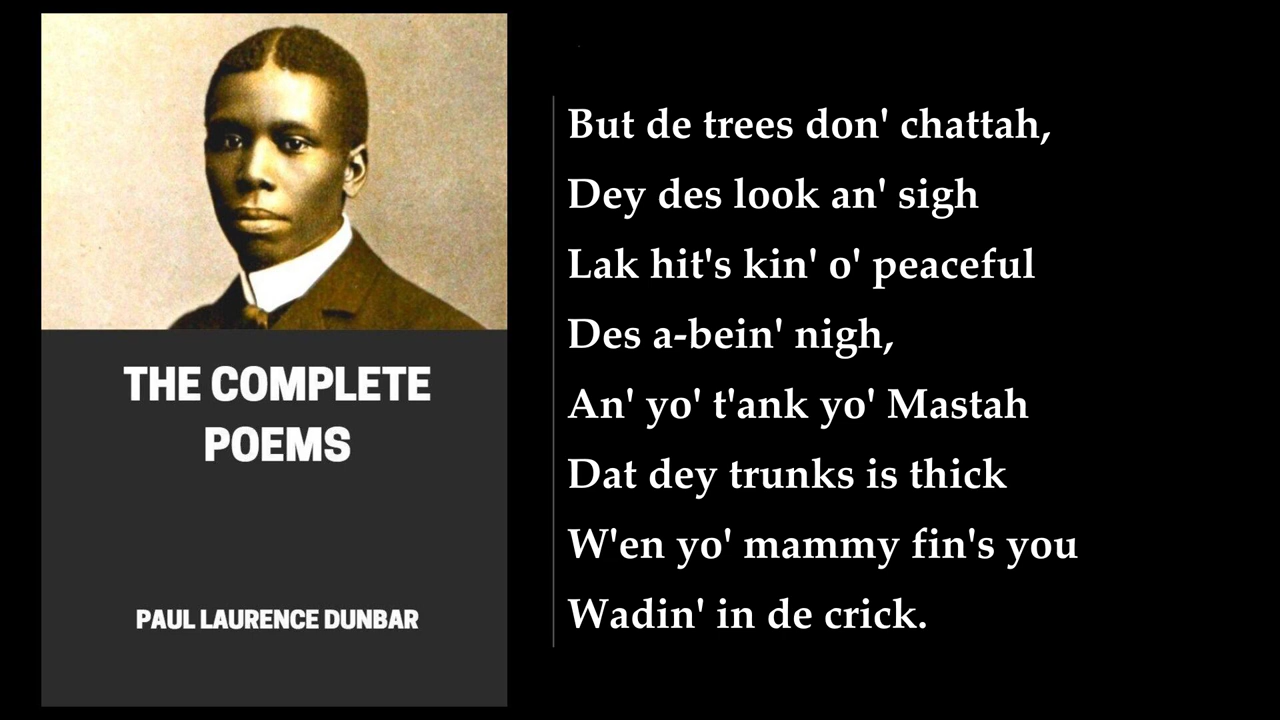 THE COMPLETE
POEMS
PAUL LAURENCE DUNBAR
But de trees don' chattah,
Dey des look an' sigh
Lak hit's kin' o' peaceful
Des a-bein' nigh,
An' yo' t'ank yo' Mastah
Dat dey trunks is thick
W'en yo' mammy fin's you
Wadin' in de crick.